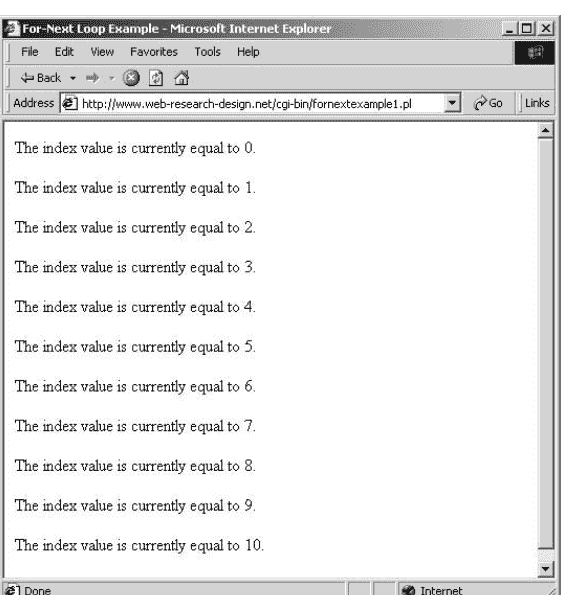 For-Next Loop Example - Microsoft Internet Explorer
File Edit View Favorites Tools Help
Back
Address http://www.web-research-design.net/cgi-bin/fornextexample1.pl Go Links
The index value is currently equal to 0.
The index value is currently equal to 1.
The index value is currently equal to 2.
The index value is currently equal to 3.
The index value is currently equal to 4.
The index value is currently equal to 5.
The index value is currently equal to 6.
The index value is currently equal to 7.
The index value is currently equal to 8.
The index value is currently equal to 9.
The index value is currently equal to 10.
Done Internet